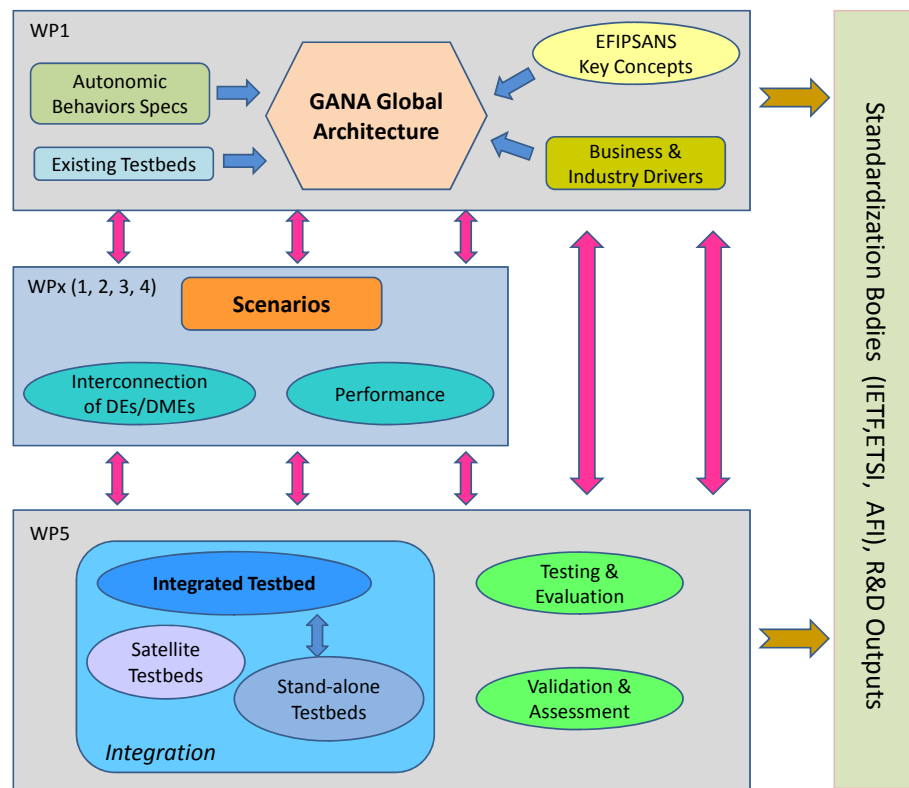 WP1
Autonomic
Behaviors Specs
Existing Testbeds
GANA Global
Architecture
EFIPSANS
Key Concepts
Business &
Industry Drivers
WPx (1, 2, 3, 4)
Scenarios
Interconnection
of DEs/DMEs
Performance
WP5
Integrated Testbed
Satellite
Testbeds
Stand-alone
Testbeds
Integration
Testing &
Evaluation
Validation &
Assessment
Standardization Bodies (IETF,ETSI, AFI), R&D Outputs